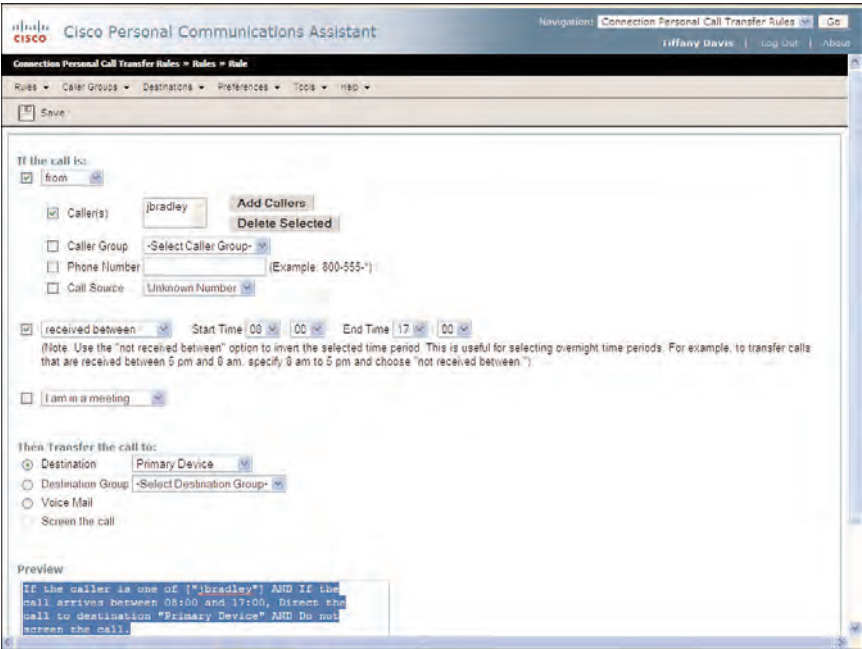 Navigation: Connection Personal Call Transfer Rules Go
CISCO Cisco Personal Communications Assistant
Tiffany Davis | Log Out | About
Connection Personal Call Transfer Rules » Rules » Rule
Rules Caller Groups Destinations Preferences Tools Help
Save
If the call is:
from
Caller(s) jbradley Add Callers
Delete Selected
Caller Group -Select Caller Group-
Phone Number (Example: 800-555-*)
Call Source Unknown Number
received between Start Time 08 00 End Time 17 00
(Note. Use the "not received between" option to invert the selected time period. This is useful for selecting overnight time periods. For example, to transfer calls
that are received between 5 pm and 8 am, specify 8 am to 5 pm and choose "not received between.")
I am in a meeting
Then Transfer the call to:
Destination Primary Device
Destination Group -Select Destination Group-
Voice Mail
Screen the call
Preview
If the caller is one of ["jbradley"] AND If the
call arrives between 08:00 and 17:00, Direct the
call to destination "Primary Device" AND Do not
screen the call.